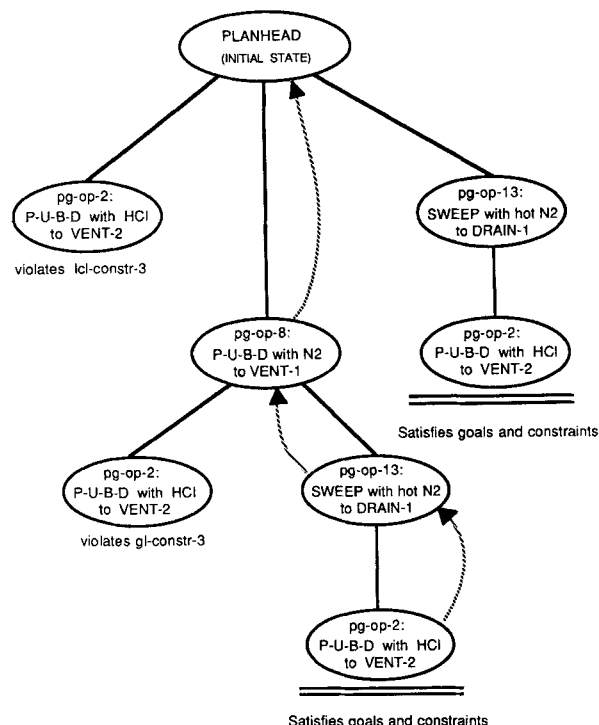 PLANHEAD
(INITIAL STATE)
pg-op-2:
P-U-B-D with HCl
to VENT-2
violates lcl-constr-3
pg-op-13:
SWEEP with hot N2
to DRAIN-1
pg-op-8:
P-U-B-D with N2
to VENT-1
pg-op-2:
P-U-B-D with HCl
to VENT-2
Satisfies goals and constraints
pg-op-2:
P-U-B-D with HCl
to VENT-2
violates gl-constr-3
pg-op-13:
SWEEP with hot N2
to DRAIN-1
pg-op-2:
P-U-B-D with HCl
to VENT-2
Satisfies goals and constraints